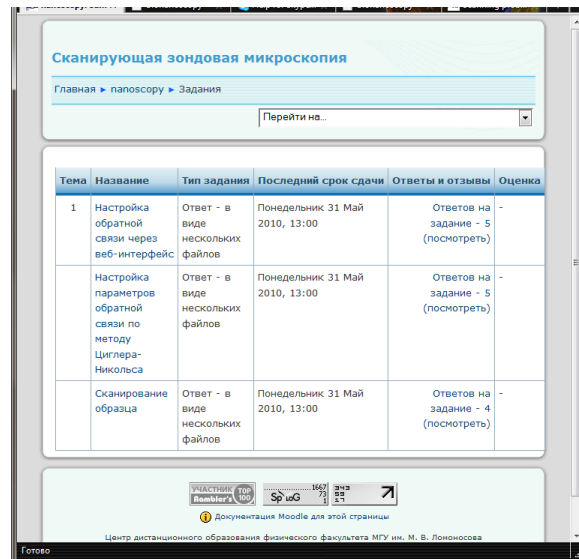 Сканирующая зондовая микроскопия
Главная ► nanoscopy ► Задания
Перейти на...
Тема Название Тип задания Последний срок сдачи Ответы и отзывы Оценка
1 Настройка обратной связи через веб-интерфейс Ответ - в виде нескольких файлов Понедельник 31 Май 2010, 13:00 Ответов на задание - 5 (посмотреть) -
Настройка параметров обратной связи по методу Циглера-Никольса Ответ - в виде нескольких файлов Понедельник 31 Май 2010, 13:00 Ответов на задание - 5 (посмотреть) -
Сканирование образца Ответ - в виде нескольких файлов Понедельник 31 Май 2010, 13:00 Ответов на задание - 4 (посмотреть) -
УЧАСТНИК TOP
Rambler's 100
SpyLOG 1667
73
1
Документация Moodle для этой страницы
Центр дистанционного образования физического факультета МГУ им. М. В. Ломоносова
Готово